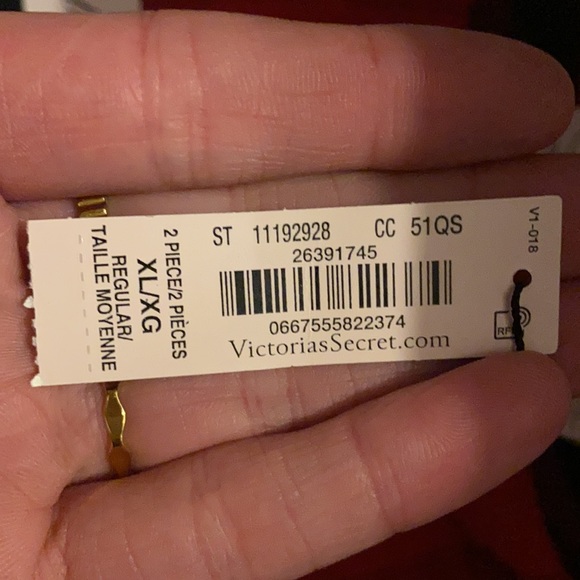 ST 11192928 CC 51QS
26391745
0667555822374
VictoriasSecret.com
2 PIECE/2 PIÈCES
XL/XG
REGULAR/
TAILLE MOYENNE
V1-018